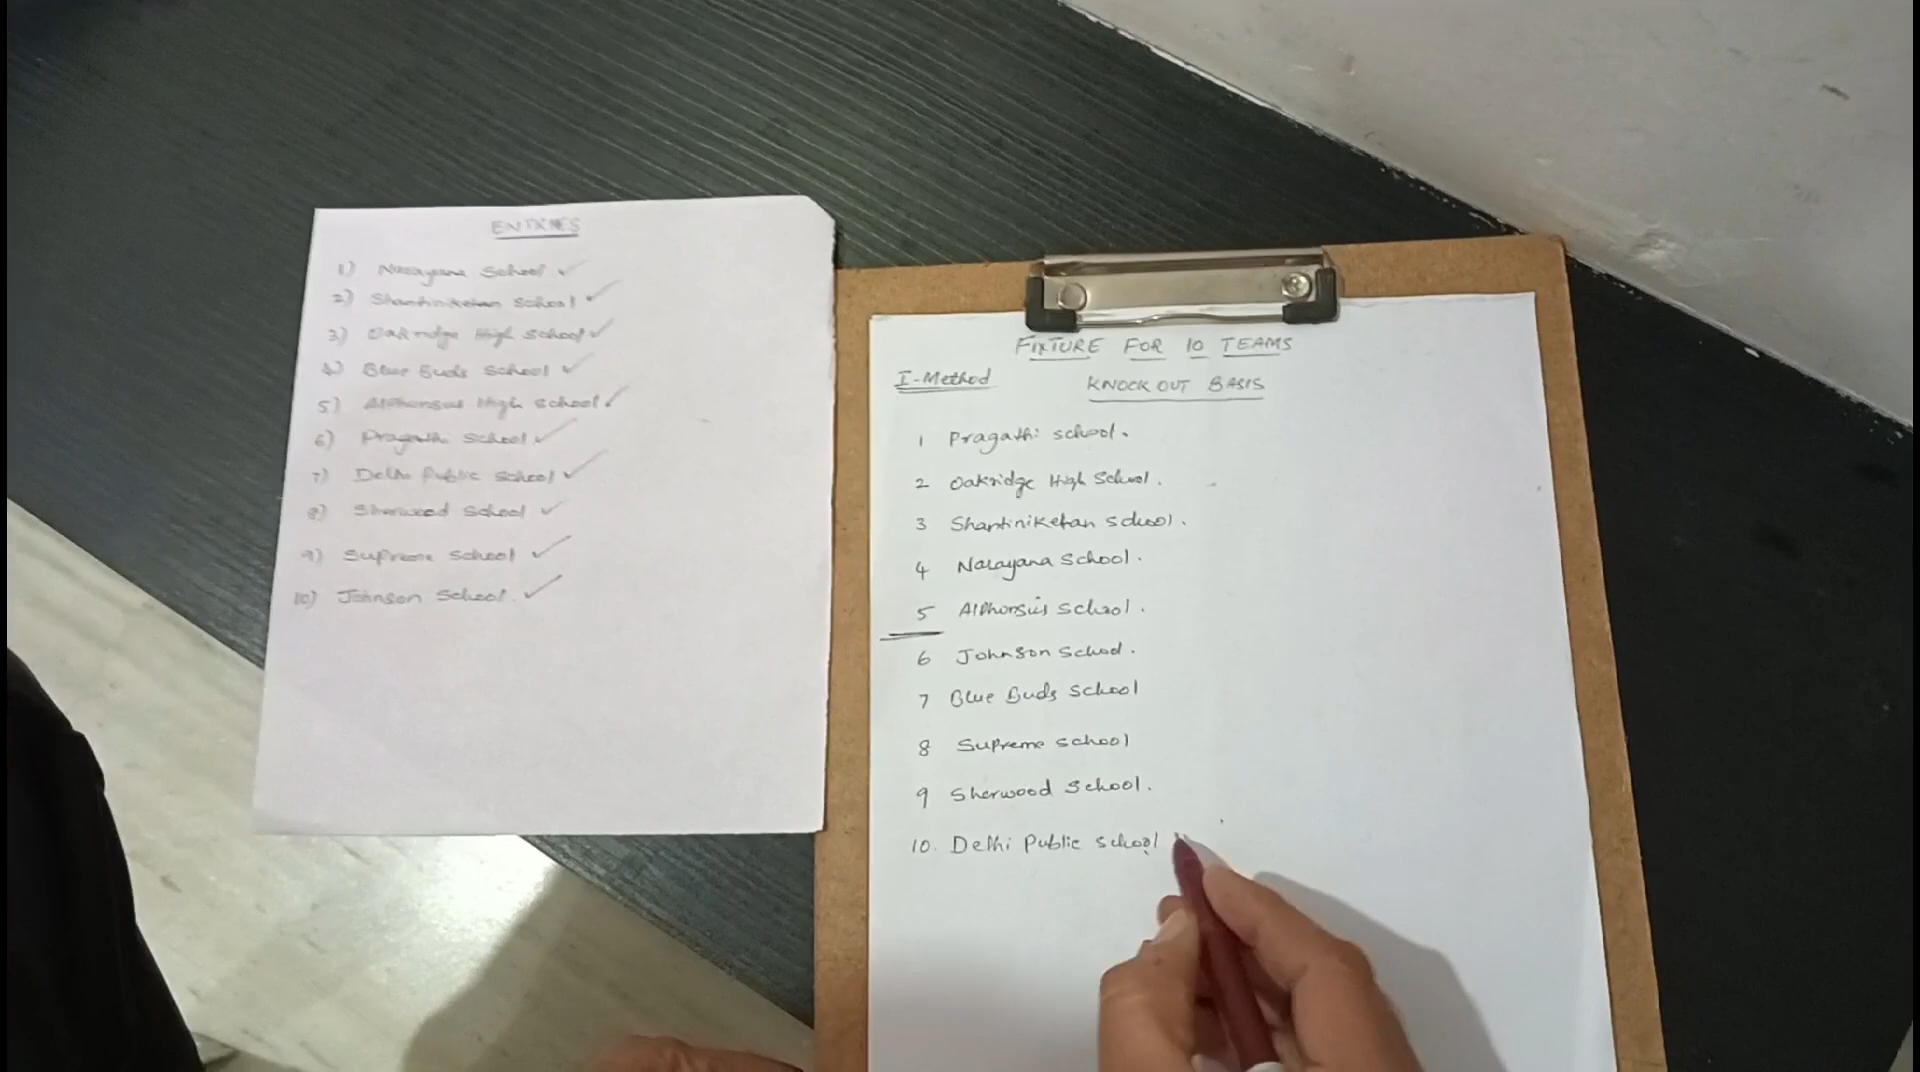 ENTRIES
1) Narayana School
2) Shantiniketan School
3) Oakridge High School
4) Blue Buds School
5) Alphonsus High School
6) Pragathi School
7) Delhi Public School
8) Sherwood School
9) Supreme School
10) Johnson School.
FIXTURE FOR 10 TEAMS
I-Method
KNOCK OUT BASIS
1 Pragathi school.
2 Oakridge High School.
3 Shantiniketan School.
4 Narayana School.
5 Alphonsus School.
6 Johnson School.
7 Blue Buds School
8 Supreme School
9 Sherwood School.
10. Delhi Public School